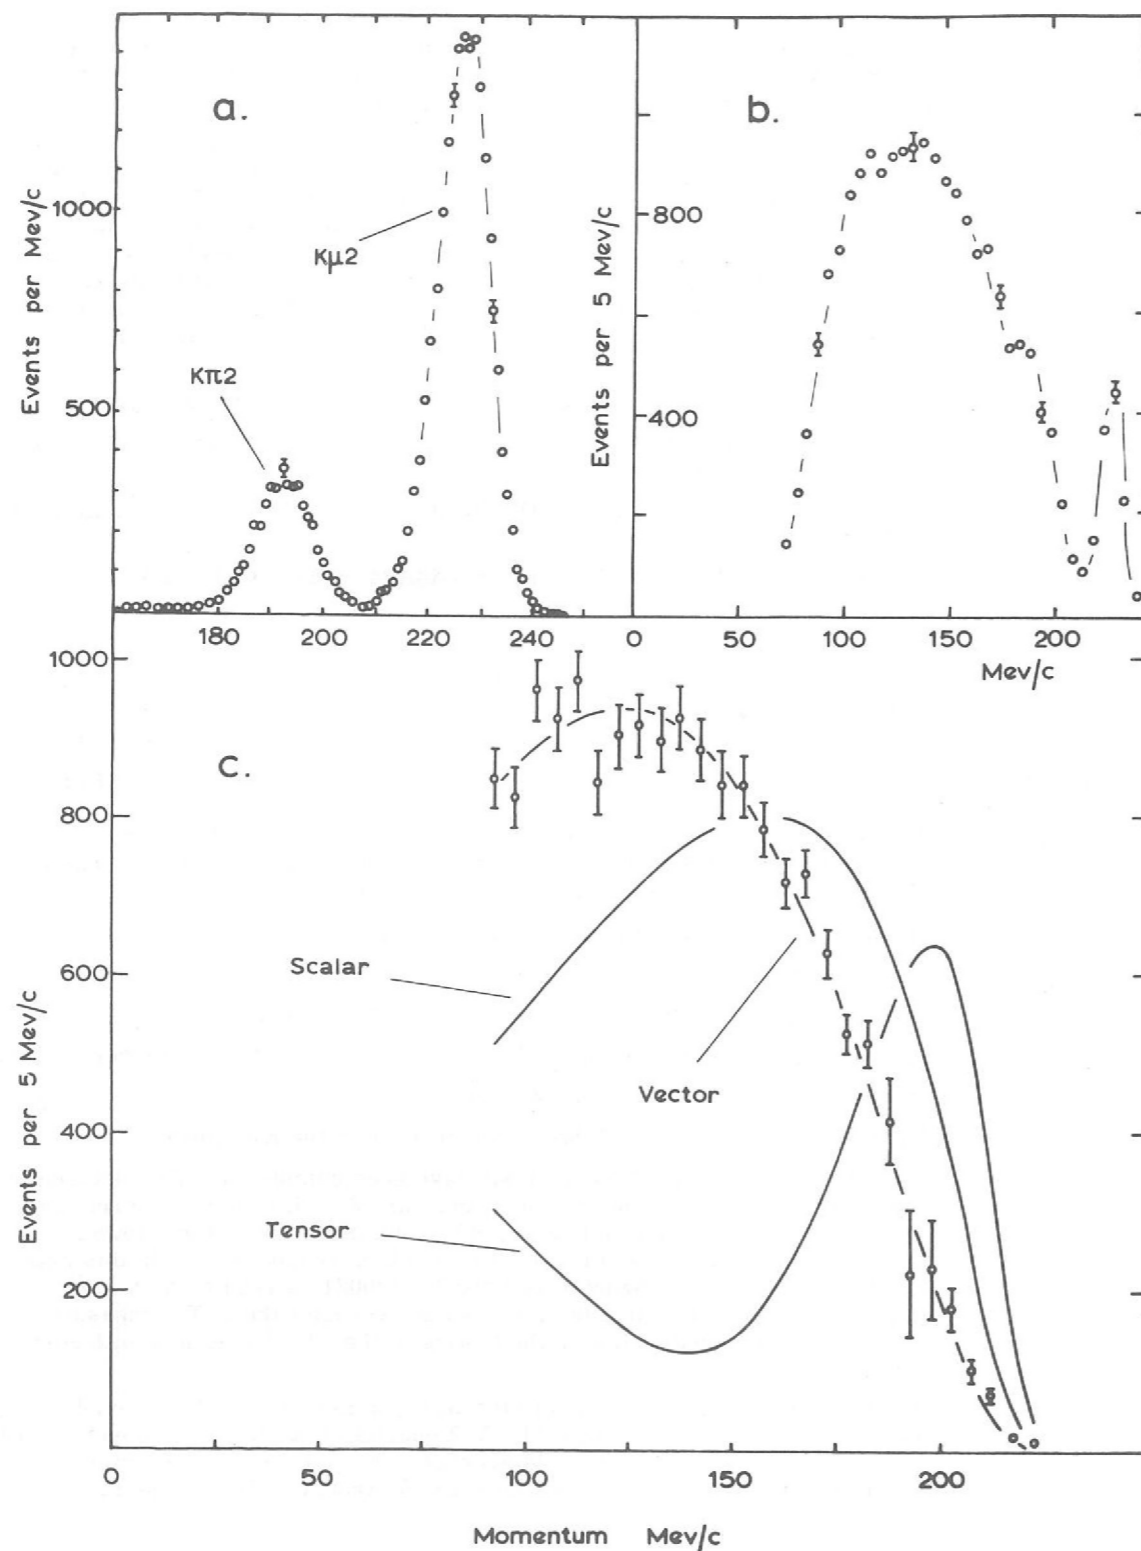 a.
Events per Mev/c
1000
500
Kμ2
Kπ2
180
200
220
240
b.
Events per 5 Mev/c
800
400
0
50
100
150
200
Mev/c
c.
Events per 5 Mev/c
1000
800
600
400
200
Scalar
Vector
Tensor
0
50
100
150
200
Momentum Mev/c